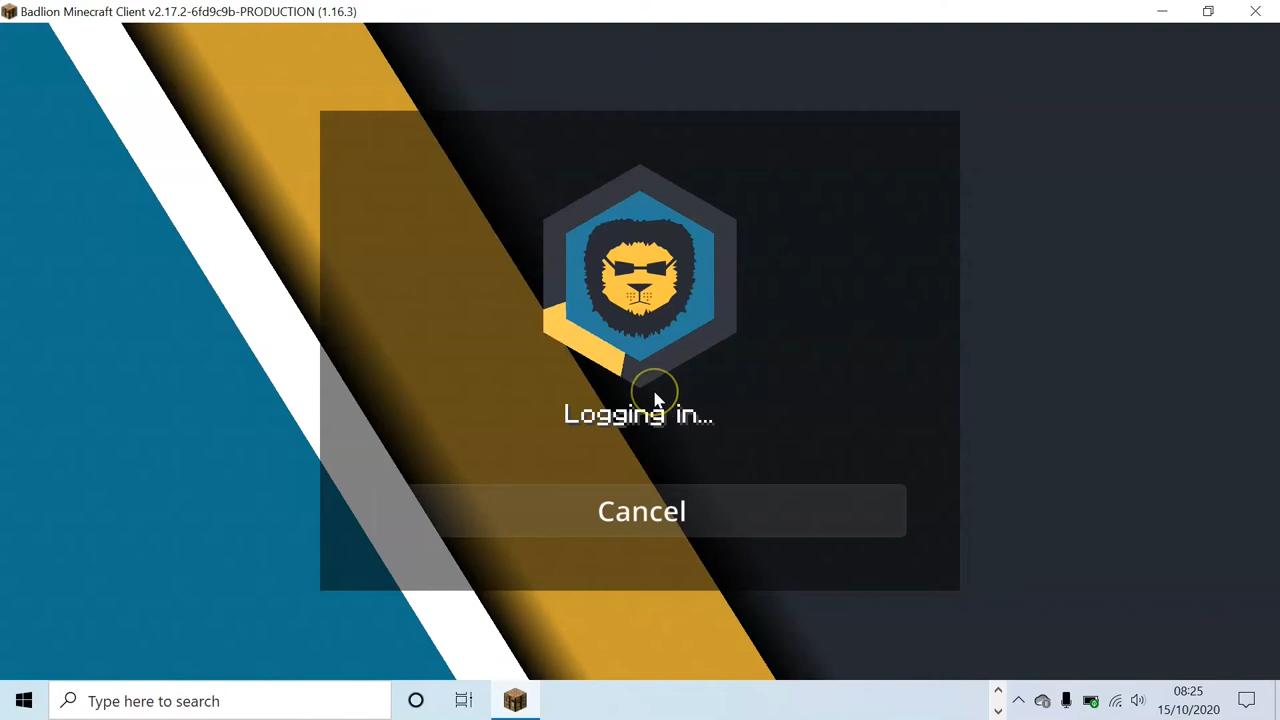 Badlion Minecraft Client v2.17.2-6fd9c9b-PRODUCTION (1.16.3)
Logging in...
Cancel
Type here to search
08:25
15/10/2020